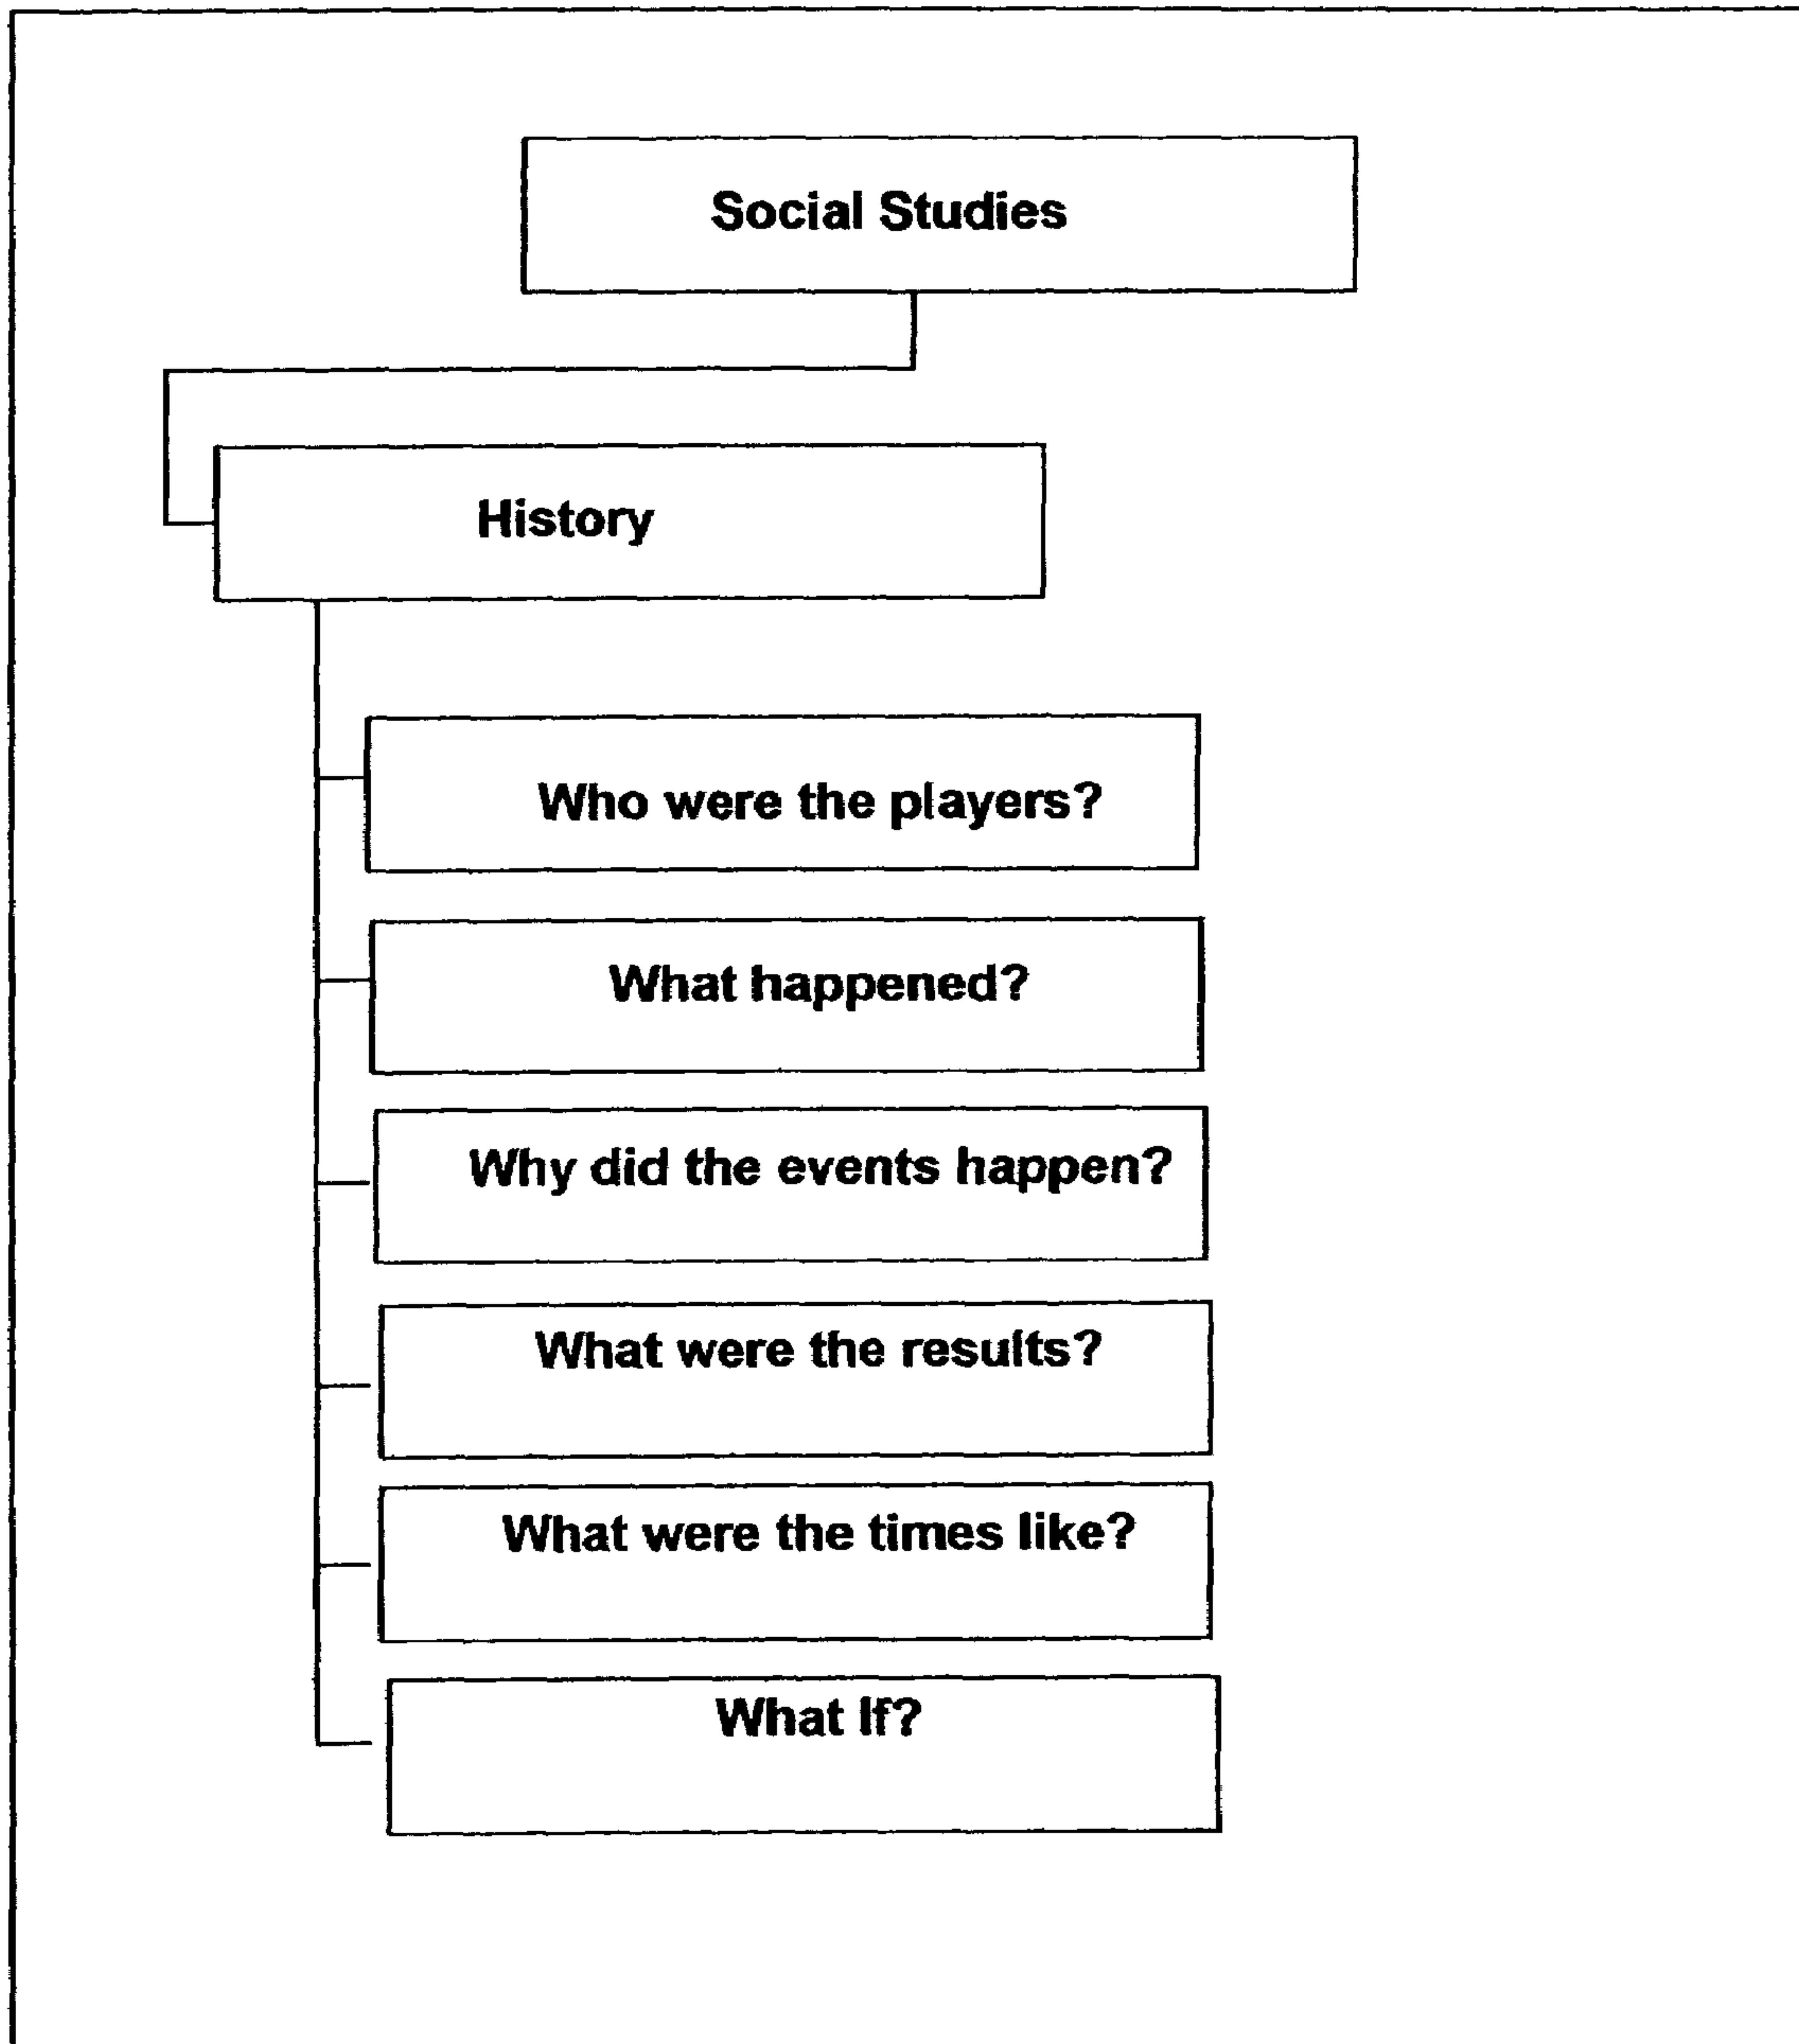 Social Studies
History
Who were the players?
What happened?
Why did the events happen?
What were the results?
What were the times like?
What If?